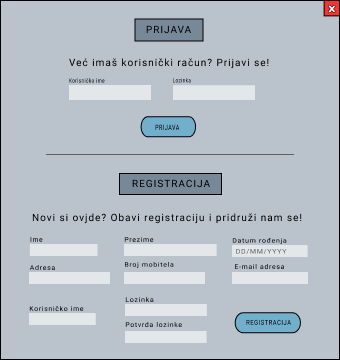 PRIJAVA
Već imaš korisnički račun? Prijavi se!
Korisničko ime
Lozinka
PRIJAVA
REGISTRACIJA
Novi si ovjde? Obavi registraciju i pridruži nam se!
Ime
Prezime
Datum rođenja
DD/MM/YYYY
Adresa
Broj mobitela
E-mail adresa
Korisničko ime
Lozinka
Potvrda lozinke
REGISTRACIJA